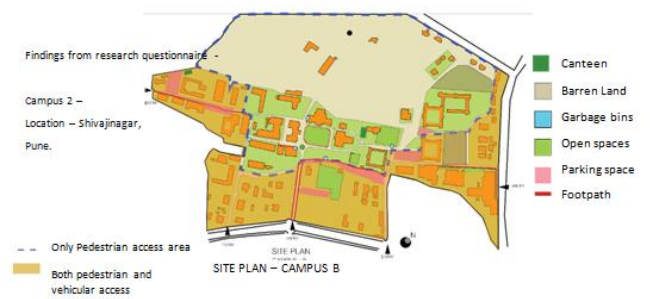 Findings from research questionnaire -
Campus 2 –
Location – Shivajinagar,
Pune.
Canteen
Barren Land
Garbage bins
Open spaces
Parking space
Footpath
N
SITE PLAN
Only Pedestrian access area
SITE PLAN – CAMPUS B
Both pedestrian and
vehicular access